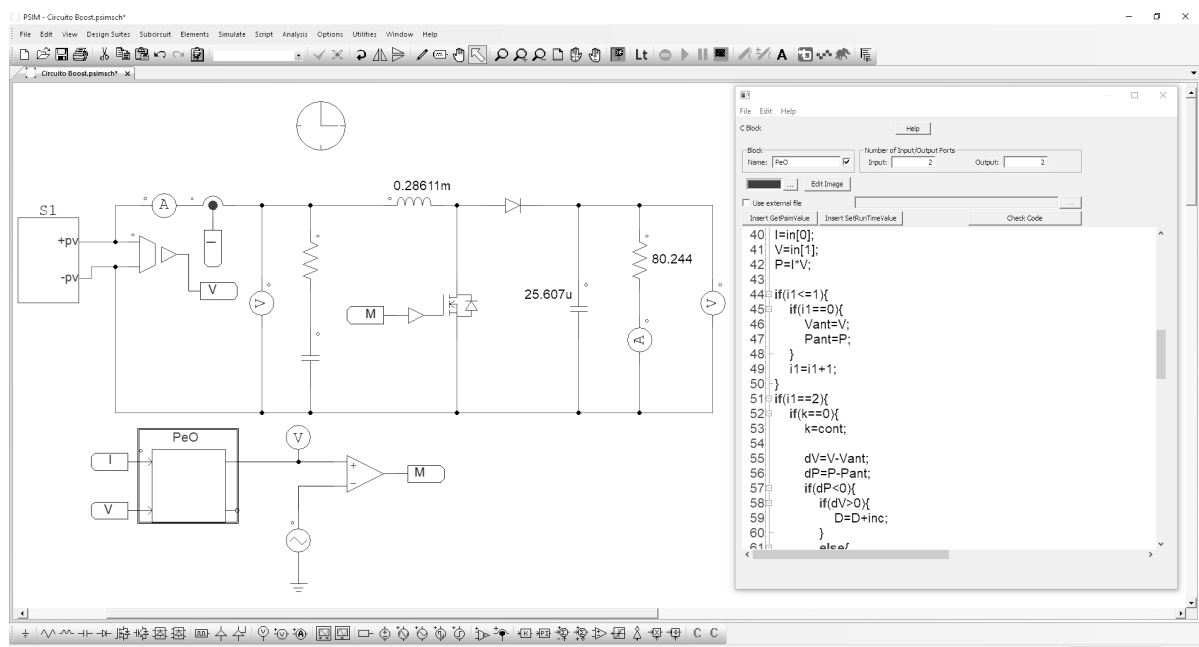 PSIM - Circuito Boost.psimsch*
File Edit View Design Suites Subcircuit Elements Simulate Script Analysis Options Utilities Window Help
Lt
A
Circuito Boost.psimsch* x
S1
+pv
-pv
A
I
V
V
0.28611m
M
25.607u
80.244
A
V
PeO
I
V
V
M
File Edit Help
C Block
Help
Block
Name: PeO
Number of Input/Output Ports
Input: 2 Output: 2
... Edit Image
Use external file ...
Insert GetPsimValue Insert SetRunTimeValue Check Code
40 I=in[0];
41 V=in[1];
42 P=I*V;
43
44 if(i1<=1){
45 if(i1==0){
46 Vant=V;
47 Pant=P;
48 }
49 i1=i1+1;
50 }
51 if(i1==2){
52 if(k==0){
53 k=cont;
54
55 dV=V-Vant;
56 dP=P-Pant;
57 if(dP<0){
58 if(dV>0){
59 D=D+inc;
60 }
61 else{
C C